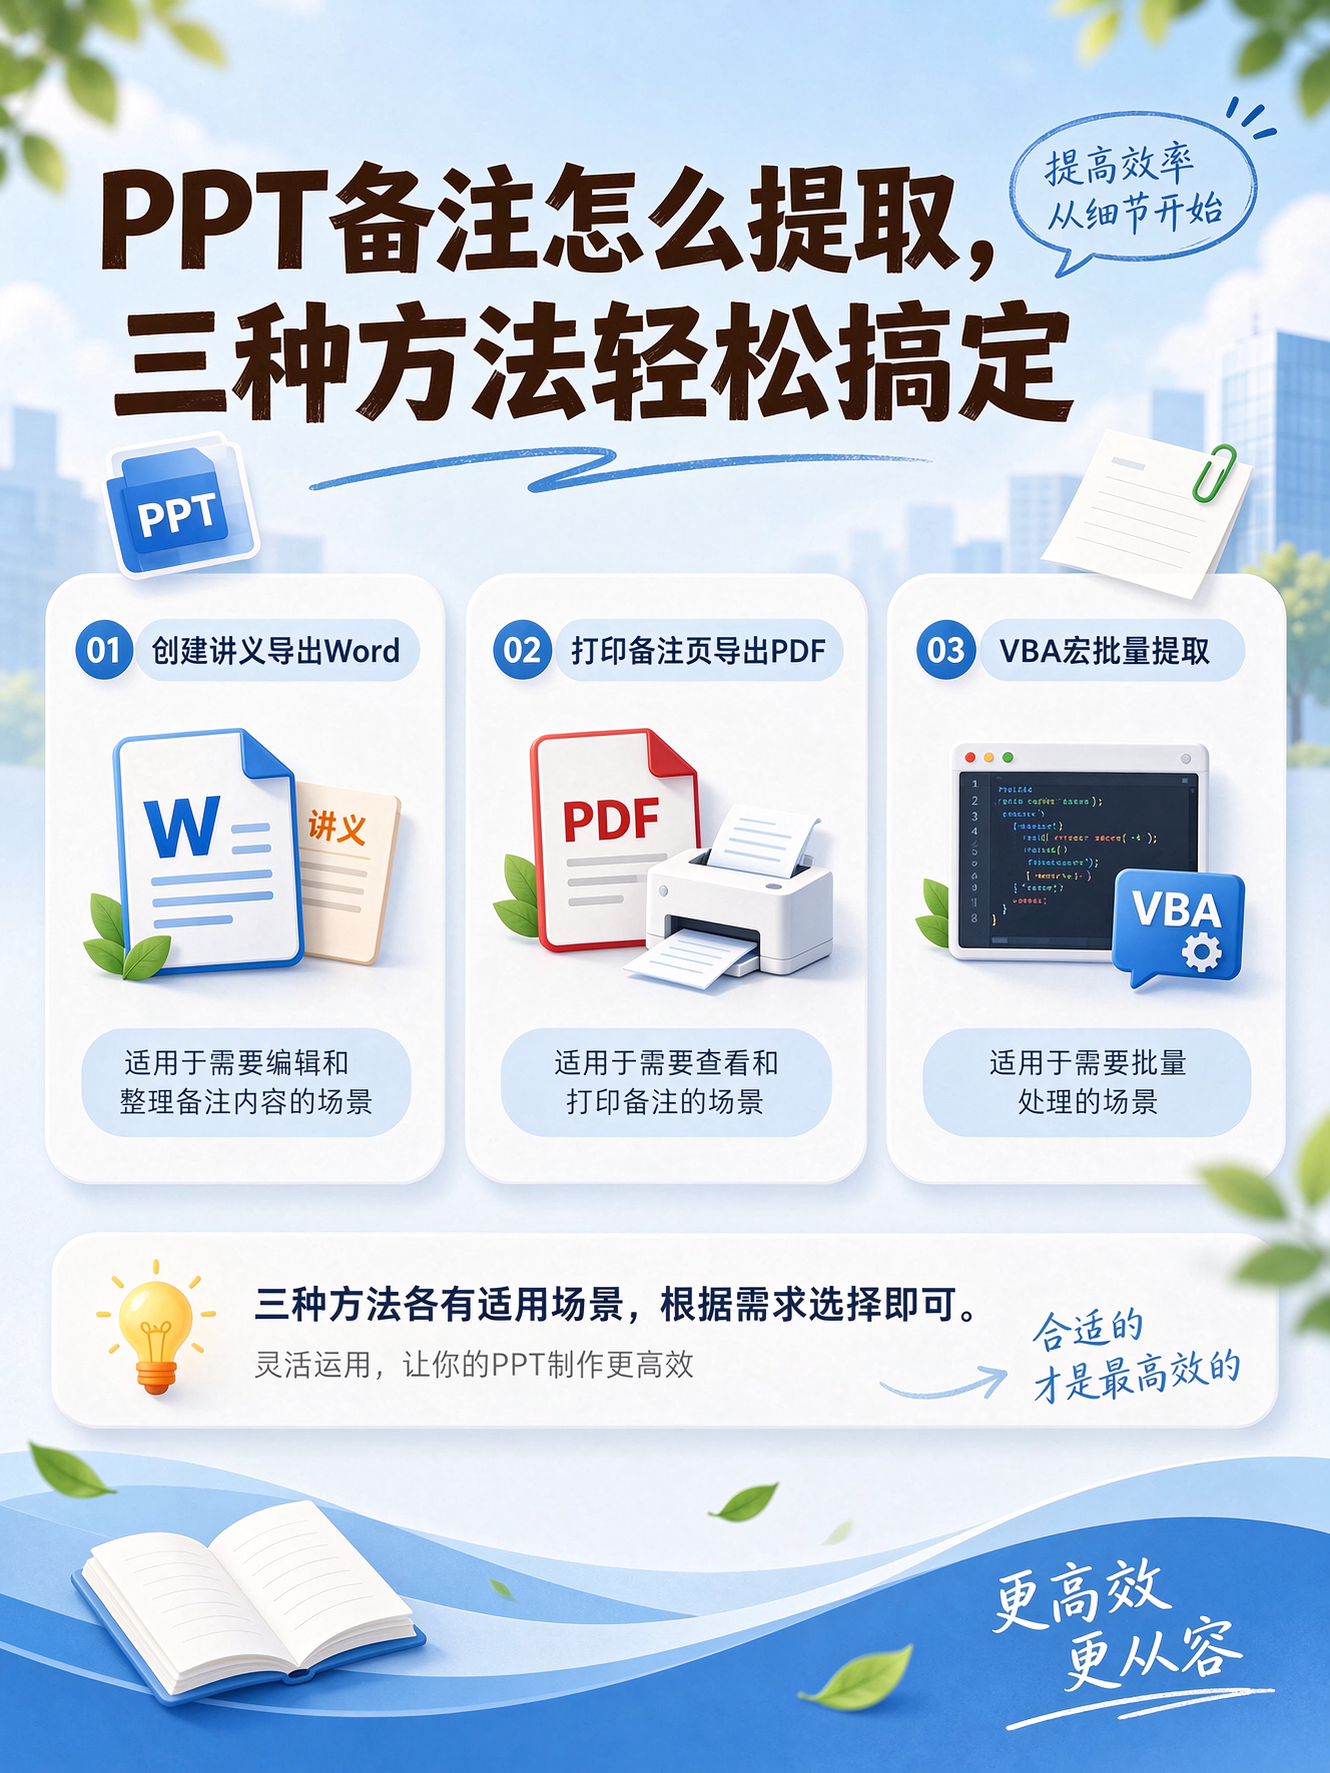 PPT备注怎么提取，
三种方法轻松搞定
提高效率
从细节开始
PPT
01 创建讲义导出Word
W
讲义
适用于需要编辑和
整理备注内容的场景
02 打印备注页导出PDF
PDF
适用于需要查看和
打印备注的场景
03 VBA宏批量提取
VBA
适用于需要批量
处理的场景
三种方法各有适用场景，根据需求选择即可。
灵活运用，让你的PPT制作更高效
合适的
才是最高效的
更高效
更从容